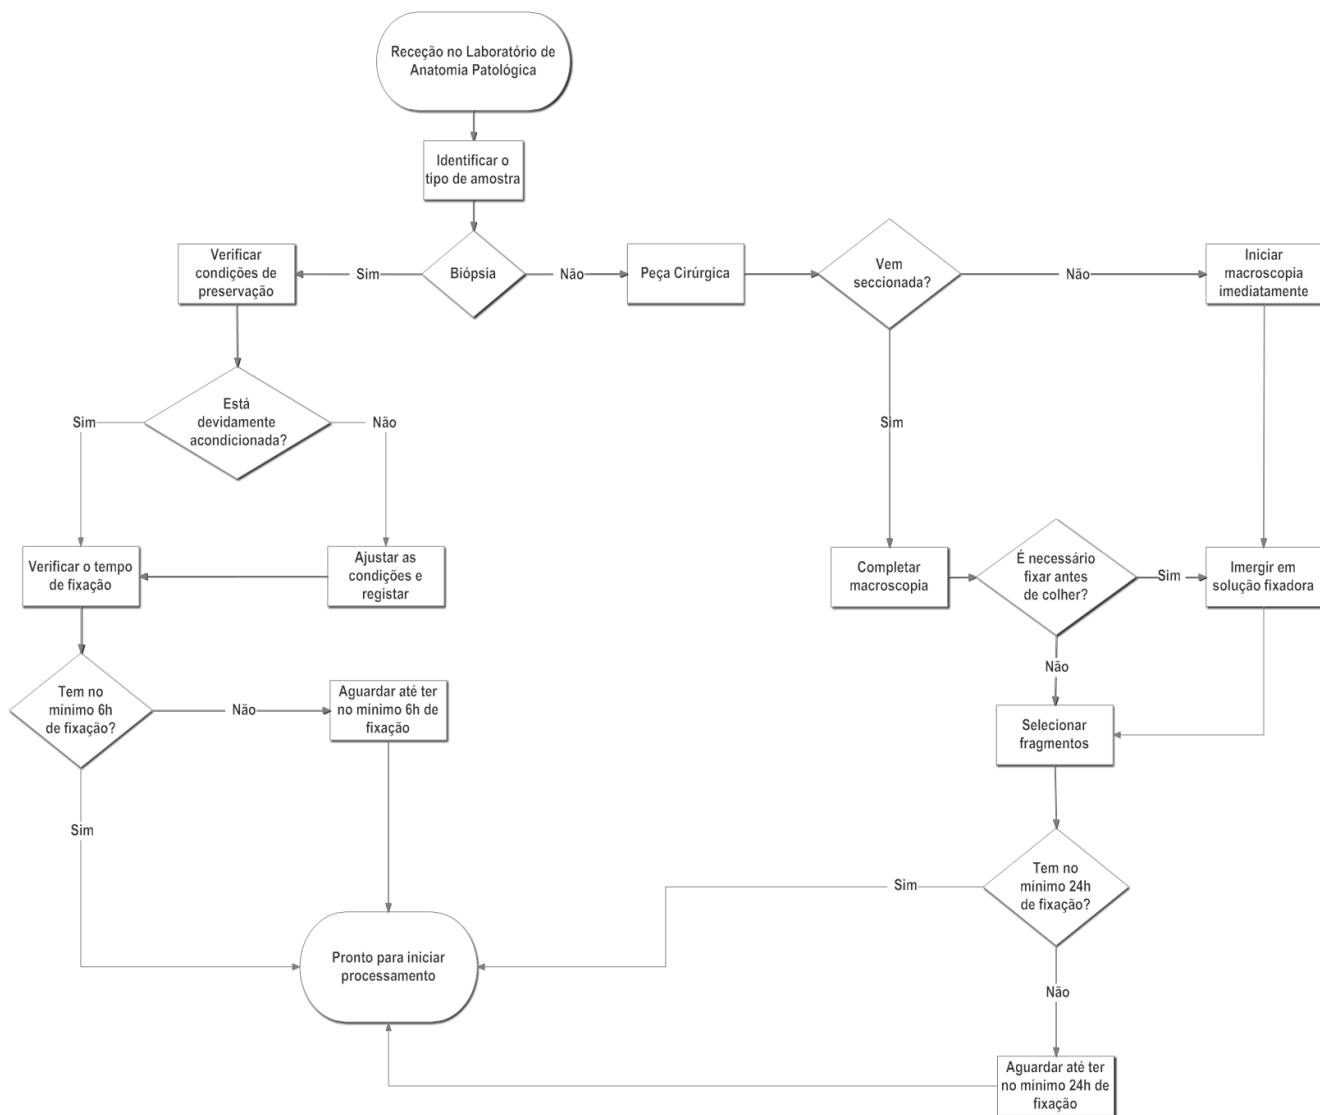 Receção no Laboratório de
Anatomia Patológica
Identificar o
tipo de amostra
Biópsia
Sim
Não
Verificar
condições de
preservação
Peça Cirúrgica
Vem
seccionada?
Não
Iniciar
macroscopia
imediatamente
Está
devidamente
acondicionada?
Sim
Não
Sim
Verificar o tempo
de fixação
Ajustar as
condições e
registar
Completar
macroscopia
É necessário
fixar antes
de colher?
Sim
Imergir em
solução fixadora
Não
Tem no
mínimo 6h
de fixação?
Não
Aguardar até ter
no mínimo 6h de
fixação
Selecionar
fragmentos
Sim
Tem no
mínimo 24h
de fixação?
Sim
Pronto para iniciar
processamento
Não
Aguardar até ter
no mínimo 24h de
fixação